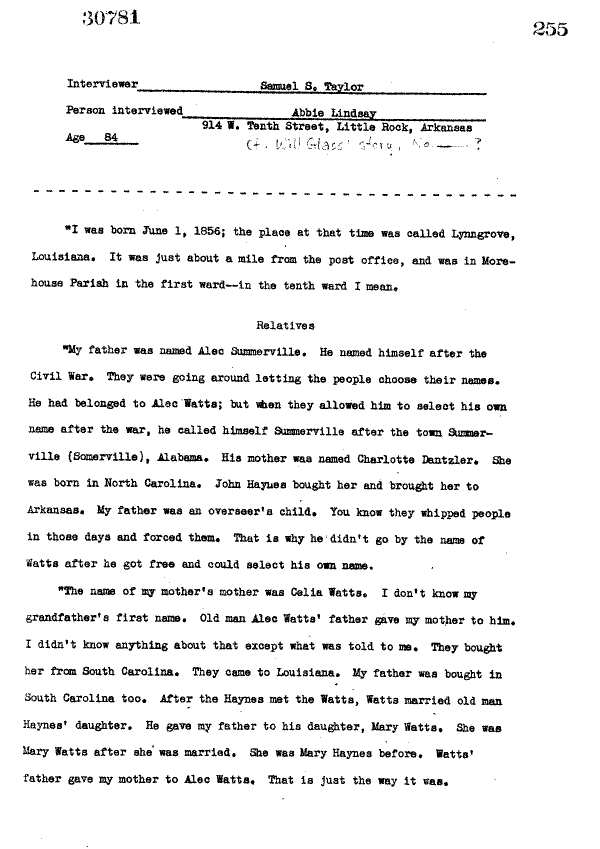 30781
255
Interviewer Samuel S. Taylor
Person interviewed Abbie Lindsay
914 W. Tenth Street, Little Rock, Arkansas
Age 84
Cf. Will Glass' story, No. ——— ?
"I was born June 1, 1856; the place at that time was called Lynngrove,
Louisiana. It was just about a mile from the post office, and was in More-
house Parish in the first ward--in the tenth ward I mean.
Relatives
"My father was named Alec Summerville. He named himself after the
Civil War. They were going around letting the people choose their names.
He had belonged to Alec Watts; but when they allowed him to select his own
name after the war, he called himself Summerville after the town Summer-
ville (Somerville), Alabama. His mother was named Charlotte Dantzler. She
was born in North Carolina. John Haynes bought her and brought her to
Arkansas. My father was an overseer's child. You know they whipped people
in those days and forced them. That is why he didn't go by the name of
Watts after he got free and could select his own name.
"The name of my mother's mother was Celia Watts. I don't know my
grandfather's first name. Old man Alec Watts' father gave my mother to him.
I didn't know anything about that except what was told to me. They bought
her from South Carolina. They came to Louisiana. My father was bought in
South Carolina too. After the Haynes met the Watts, Watts married old man
Haynes' daughter. He gave my father to his daughter, Mary Watts. She was
Mary Watts after she was married. She was Mary Haynes before. Watts'
father gave my mother to Alec Watts. That is just the way it was.